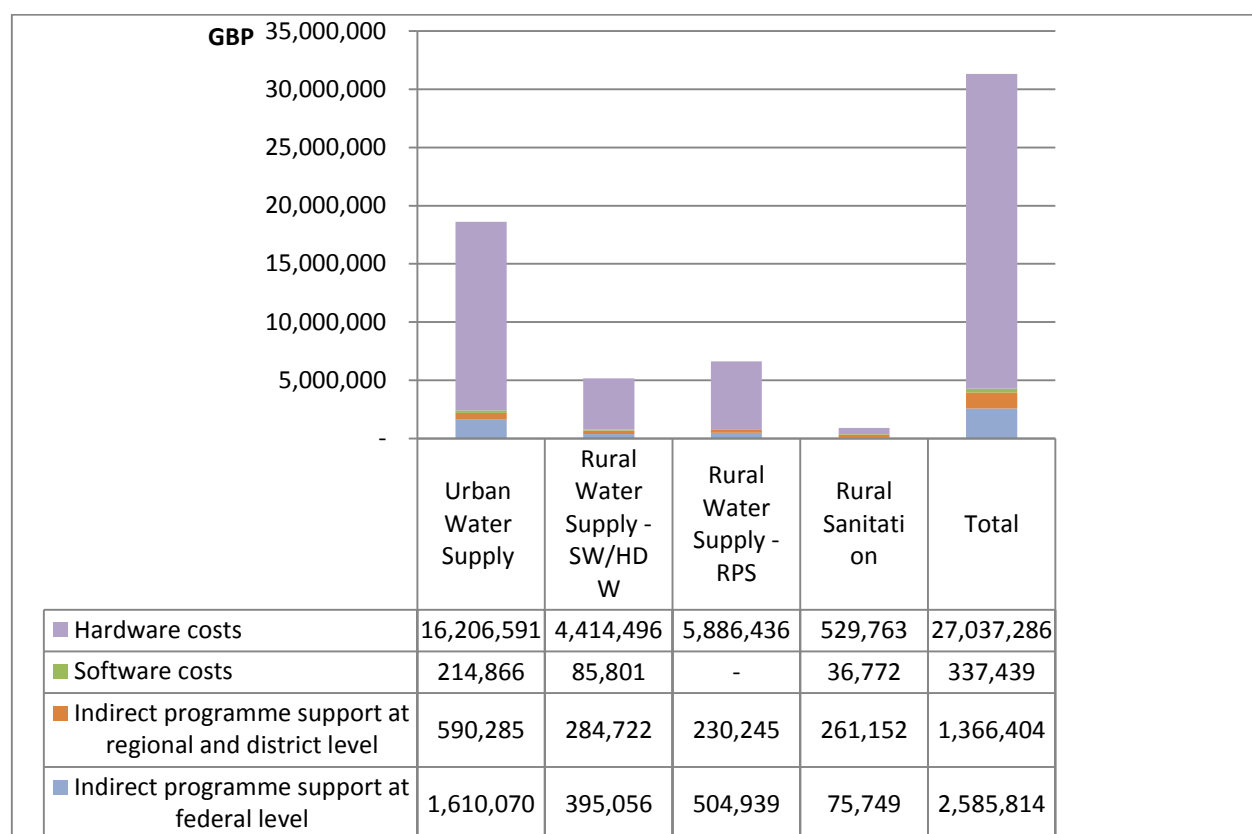 GBP 35,000,000
30,000,000
25,000,000
20,000,000
15,000,000
10,000,000
5,000,000
-
Urban
Water
Supply
Rural
Water
Supply -
SW/HD
W
Rural
Water
Supply -
RPS
Rural
Sanitati
on
Total
Hardware costs 16,206,591 4,414,496 5,886,436 529,763 27,037,286
Software costs 214,866 85,801 - 36,772 337,439
Indirect programme support at
regional and district level
590,285 284,722 230,245 261,152 1,366,404
Indirect programme support at
federal level
1,610,070 395,056 504,939 75,749 2,585,814